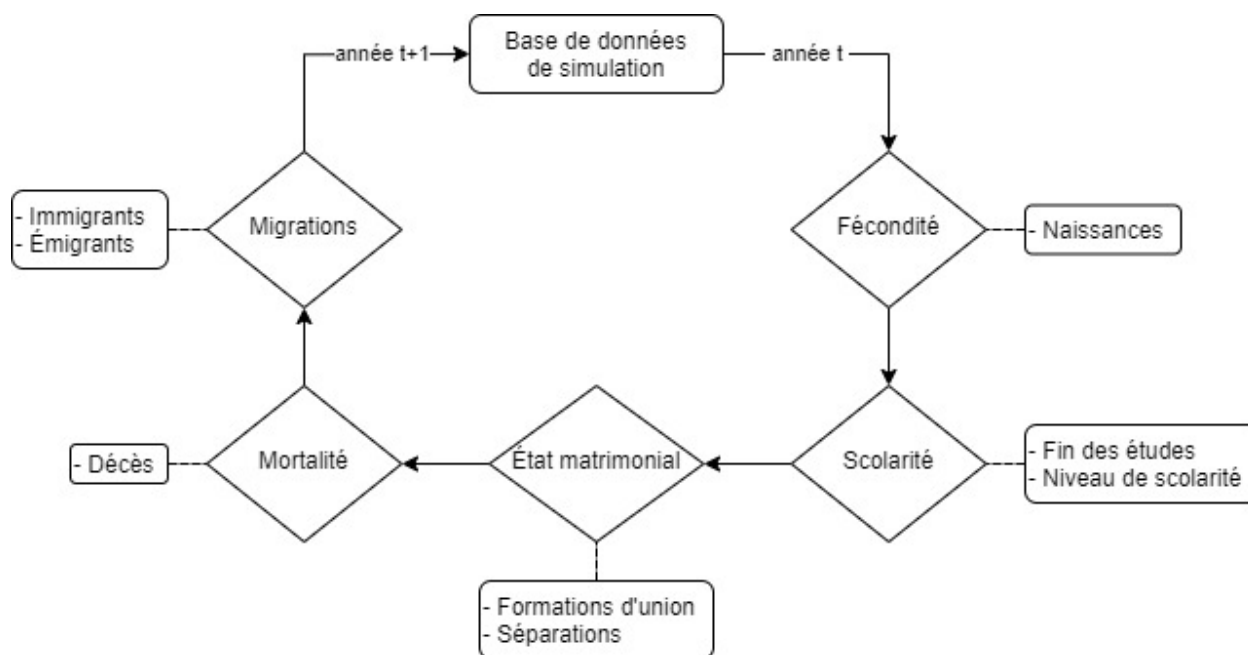 année t+1
Base de données
de simulation
année t
- Immigrants
- Émigrants
Migrations
Fécondité
- Naissances
- Décès
Mortalité
État matrimonial
Scolarité
- Fin des études
- Niveau de scolarité
- Formations d'union
- Séparations